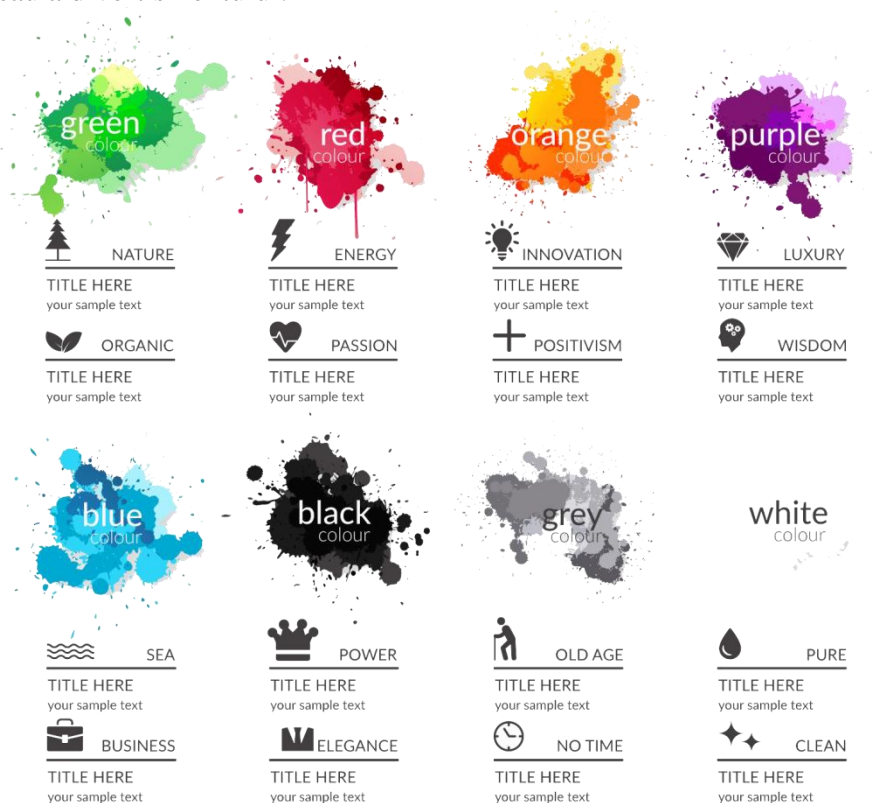 green
colour
red
colour
orange
colour
purple
colour
NATURE
ENERGY
INNOVATION
LUXURY
TITLE HERE
your sample text
TITLE HERE
your sample text
TITLE HERE
your sample text
TITLE HERE
your sample text
ORGANIC
PASSION
POSITIVISM
WISDOM
TITLE HERE
your sample text
TITLE HERE
your sample text
TITLE HERE
your sample text
TITLE HERE
your sample text
blue
colour
black
colour
grey
colour
white
colour
SEA
POWER
OLD AGE
PURE
TITLE HERE
your sample text
TITLE HERE
your sample text
TITLE HERE
your sample text
TITLE HERE
your sample text
BUSINESS
ELEGANCE
NO TIME
CLEAN
TITLE HERE
your sample text
TITLE HERE
your sample text
TITLE HERE
your sample text
TITLE HERE
your sample text